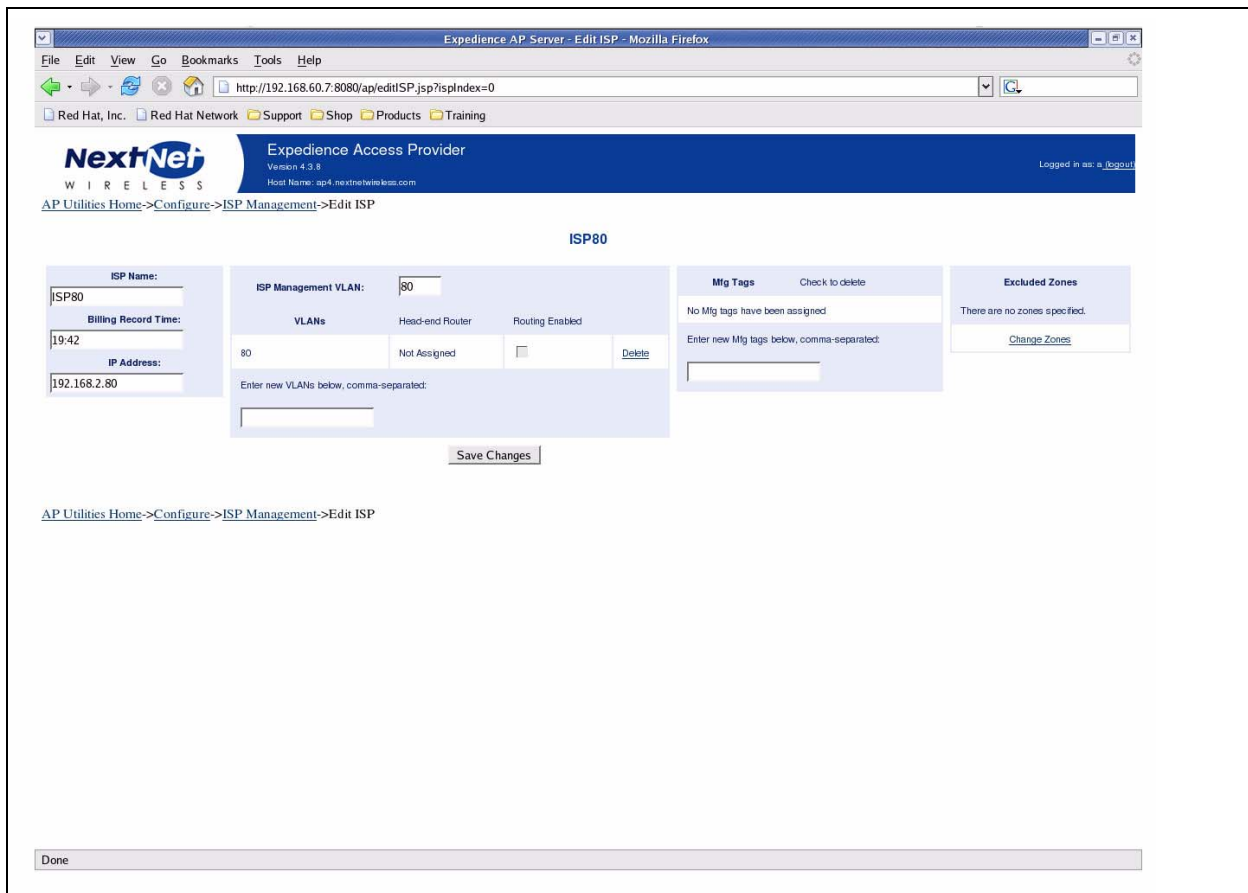 Expedience AP Server - Edit ISP - Mozilla Firefox
File Edit View Go Bookmarks Tools Help
http://192.168.60.7:8080/ap/editISP.jsp?ispIndex=0
G
Red Hat, Inc. Red Hat Network Support Shop Products Training
NextNet
WIRELESS
Expedience Access Provider
Version 4.3.8
Host Name: ap4.nextnetwireless.com
Logged in as: a (logout)
AP Utilities Home->Configure->ISP Management->Edit ISP
ISP80
ISP Name:
ISP80
Billing Record Time:
19:42
IP Address:
192.168.2.80
ISP Management VLAN: 80
VLANs Head-end Router Routing Enabled
80 Not Assigned Delete
Enter new VLANs below, comma-separated:
Mfg Tags Check to delete
No Mfg tags have been assigned
Enter new Mfg tags below, comma-separated:
Excluded Zones
There are no zones specified.
Change Zones
Save Changes
AP Utilities Home->Configure->ISP Management->Edit ISP
Done